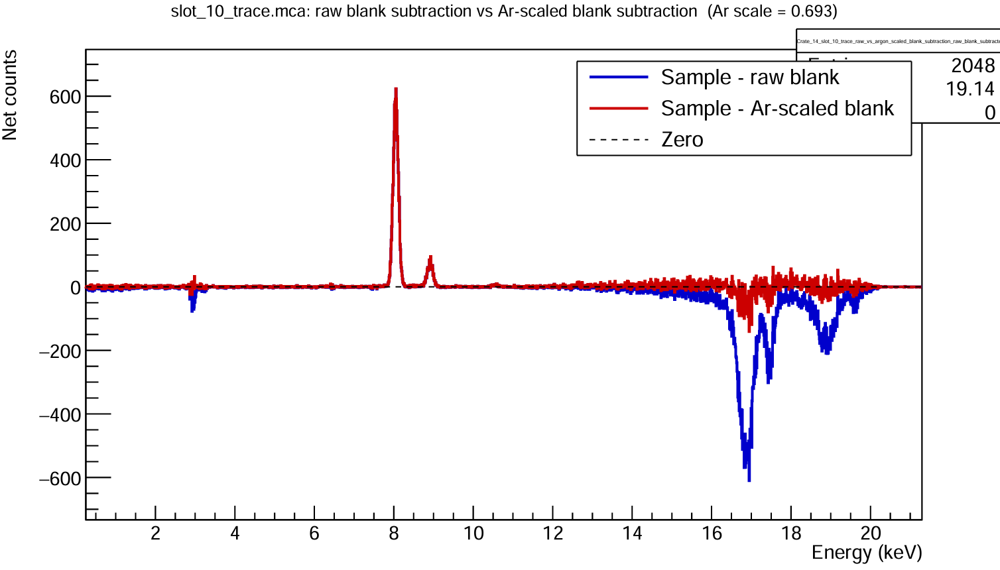 slot_10_trace.mca: raw blank subtraction vs Ar-scaled blank subtraction (Ar scale = 0.693)
Crate_14_slot_10_trace_raw_vs_argon_scaled_blank_subtraction_raw_blank_subtracte
2048
19.14
0
Sample - raw blank
Sample - Ar-scaled blank
Zero
Net counts
600
400
200
0
−200
−400
−600
2 4 6 8 10 12 14 16 18 20
Energy (keV)